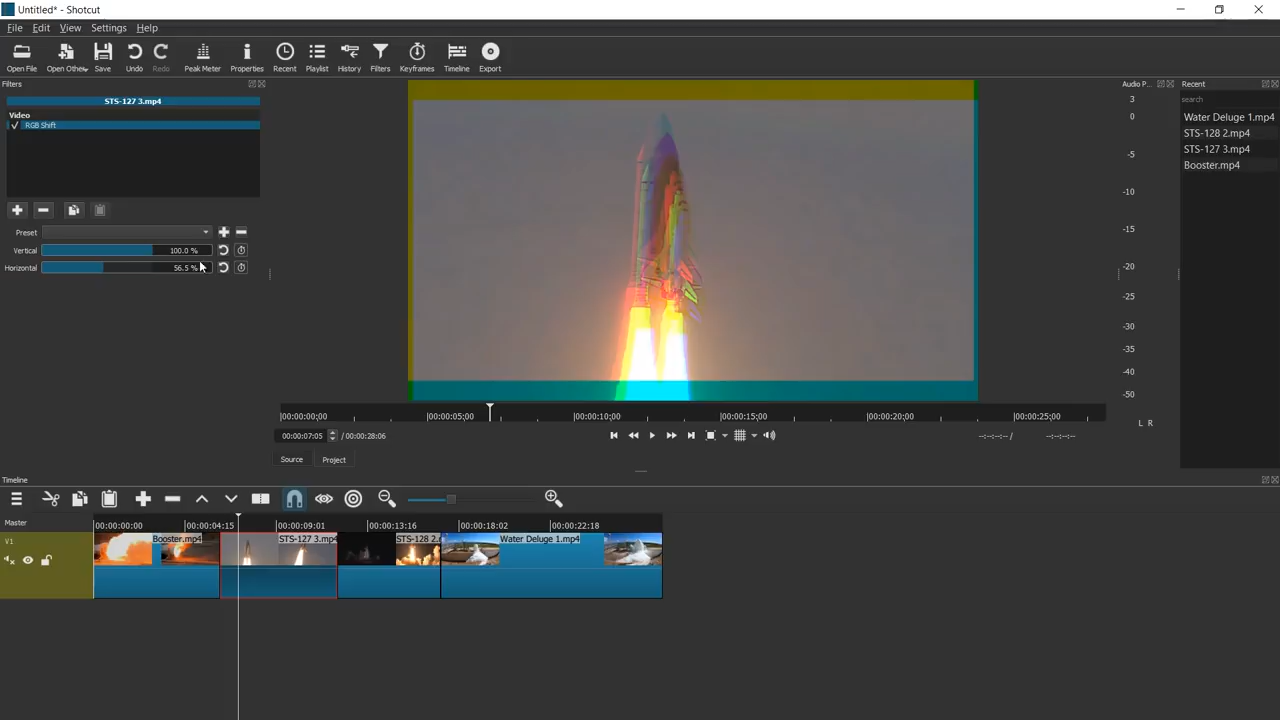 Untitled* - Shotcut
File Edit View Settings Help
Open File Open Other Save Undo Redo Peak Meter Properties Recent Playlist History Filters Keyframes Timeline Export
Filters
Audio P...
Recent
STS-127 3.mp4
3
search
Video
0
Water Deluge 1.mp4
RGB Shift
STS-128 2.mp4
-5
STS-127 3.mp4
Booster.mp4
-10
-15
Preset
Vertical 100.0 %
Horizontal 56.5 %
-20
-25
-30
-35
-40
-50
00:00:00;00 00:00:05;00 00:00:10;00 00:00:15;00 00:00:20;00 00:00:25;00
L R
00:00:07:05 / 00:00:28:06
--:--:--:-- / --:--:--:--
Source Project
Timeline
Master
00:00:00:00 00:00:04:15 00:00:09:01 00:00:13:16 00:00:18:02 00:00:22:18
V1
Booster.mp4 STS-127 3.mp4 STS-128 2. Water Deluge 1.mp4